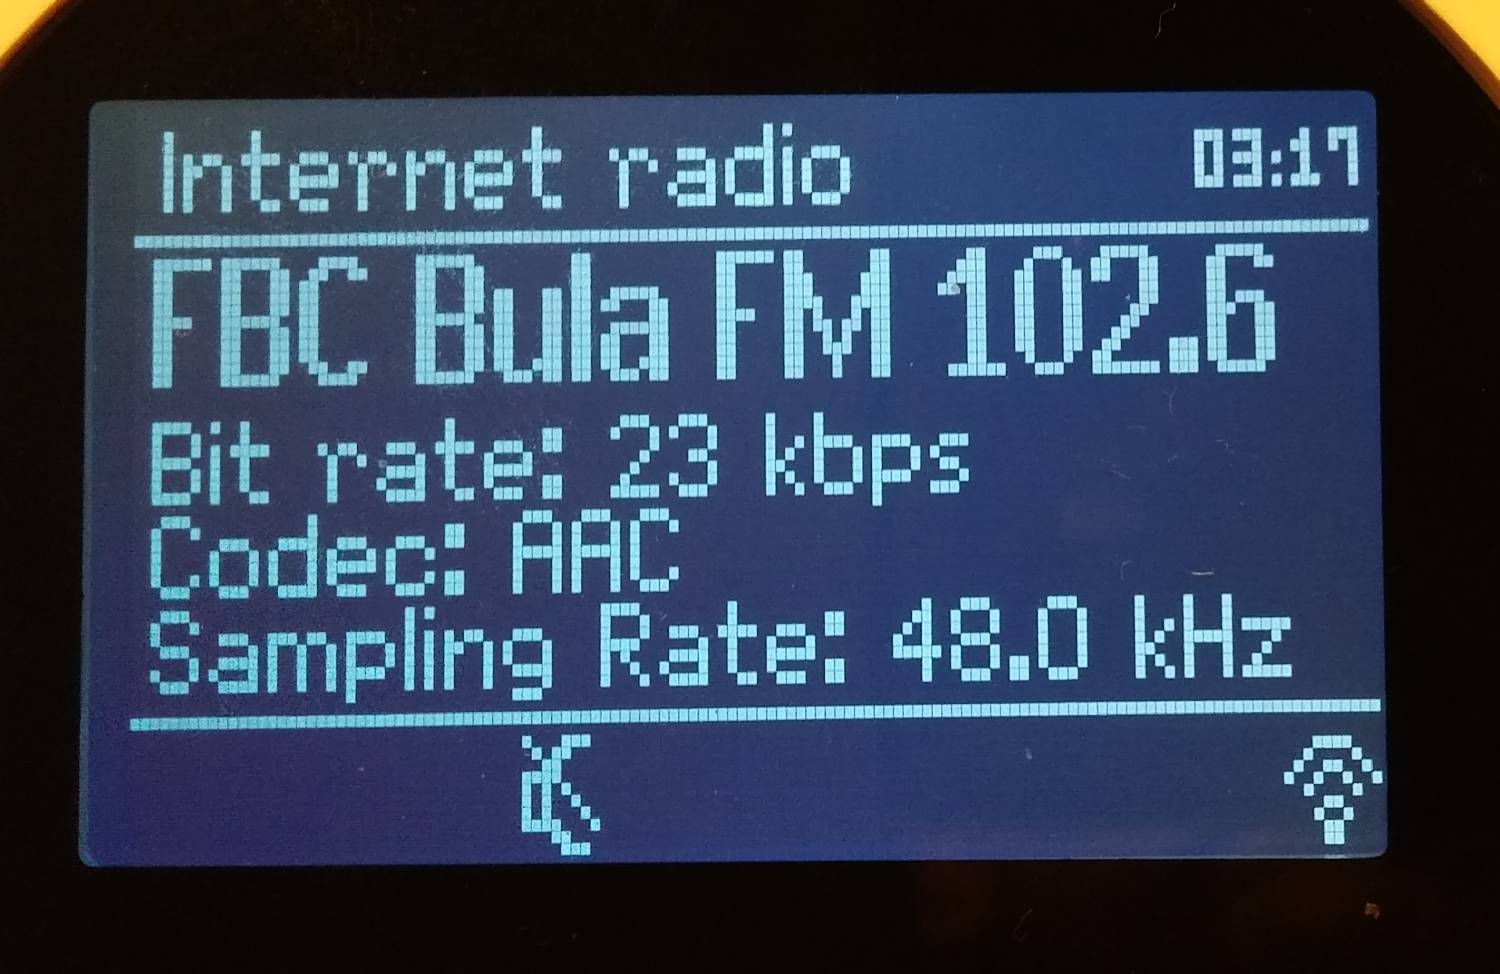 Internet radio 03:17
FBC Bula FM 102.6
Bit rate: 23 kbps
Codec: AAC
Sampling Rate: 48.0 kHz